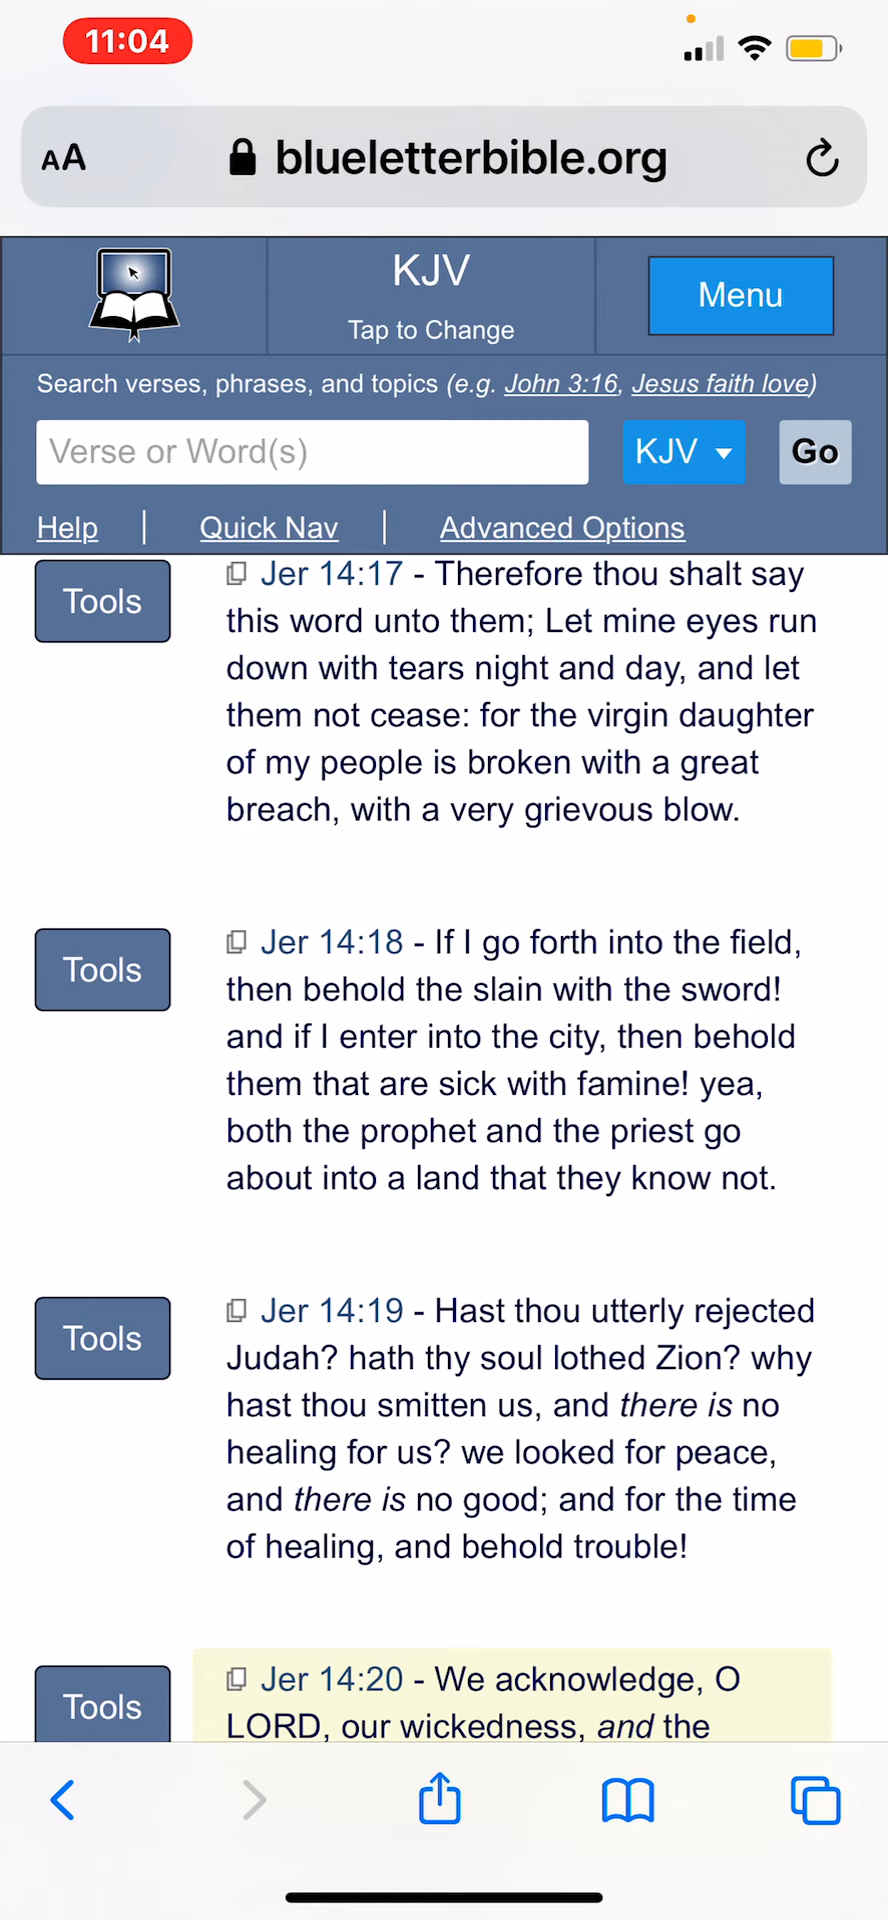 11:04
AA blueletterbible.org
KJV
Tap to Change
Menu
Search verses, phrases, and topics (e.g. John 3:16, Jesus faith love)
Verse or Word(s)
KJV
Go
Help | Quick Nav | Advanced Options
Tools
Jer 14:17 - Therefore thou shalt say
this word unto them; Let mine eyes run
down with tears night and day, and let
them not cease: for the virgin daughter
of my people is broken with a great
breach, with a very grievous blow.
Tools
Jer 14:18 - If I go forth into the field,
then behold the slain with the sword!
and if I enter into the city, then behold
them that are sick with famine! yea,
both the prophet and the priest go
about into a land that they know not.
Tools
Jer 14:19 - Hast thou utterly rejected
Judah? hath thy soul lothed Zion? why
hast thou smitten us, and there is no
healing for us? we looked for peace,
and there is no good; and for the time
of healing, and behold trouble!
Tools
Jer 14:20 - We acknowledge, O
LORD, our wickedness, and the